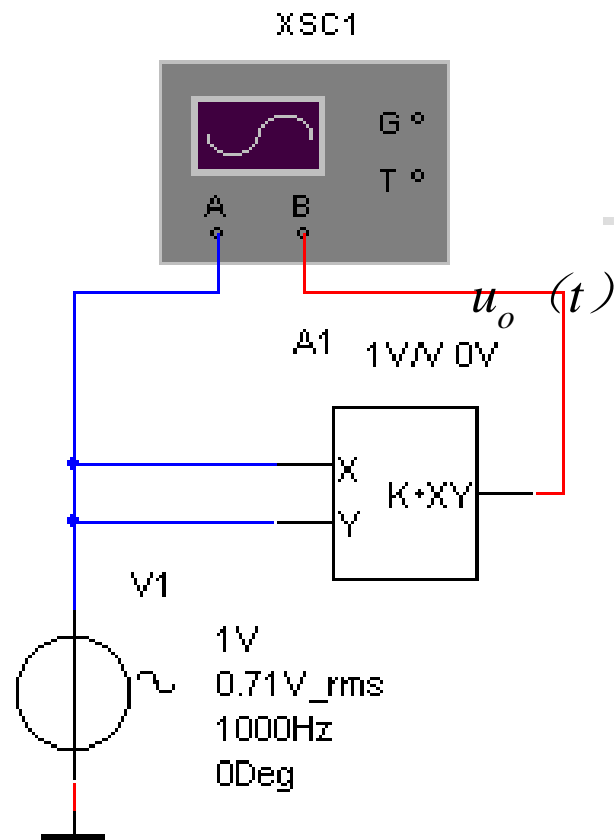 XSC1
G
T
A B
u_o (t)
A1 1V/V 0V
X
K*XY
Y
V1
1V
0.71V_rms
1000Hz
0Deg